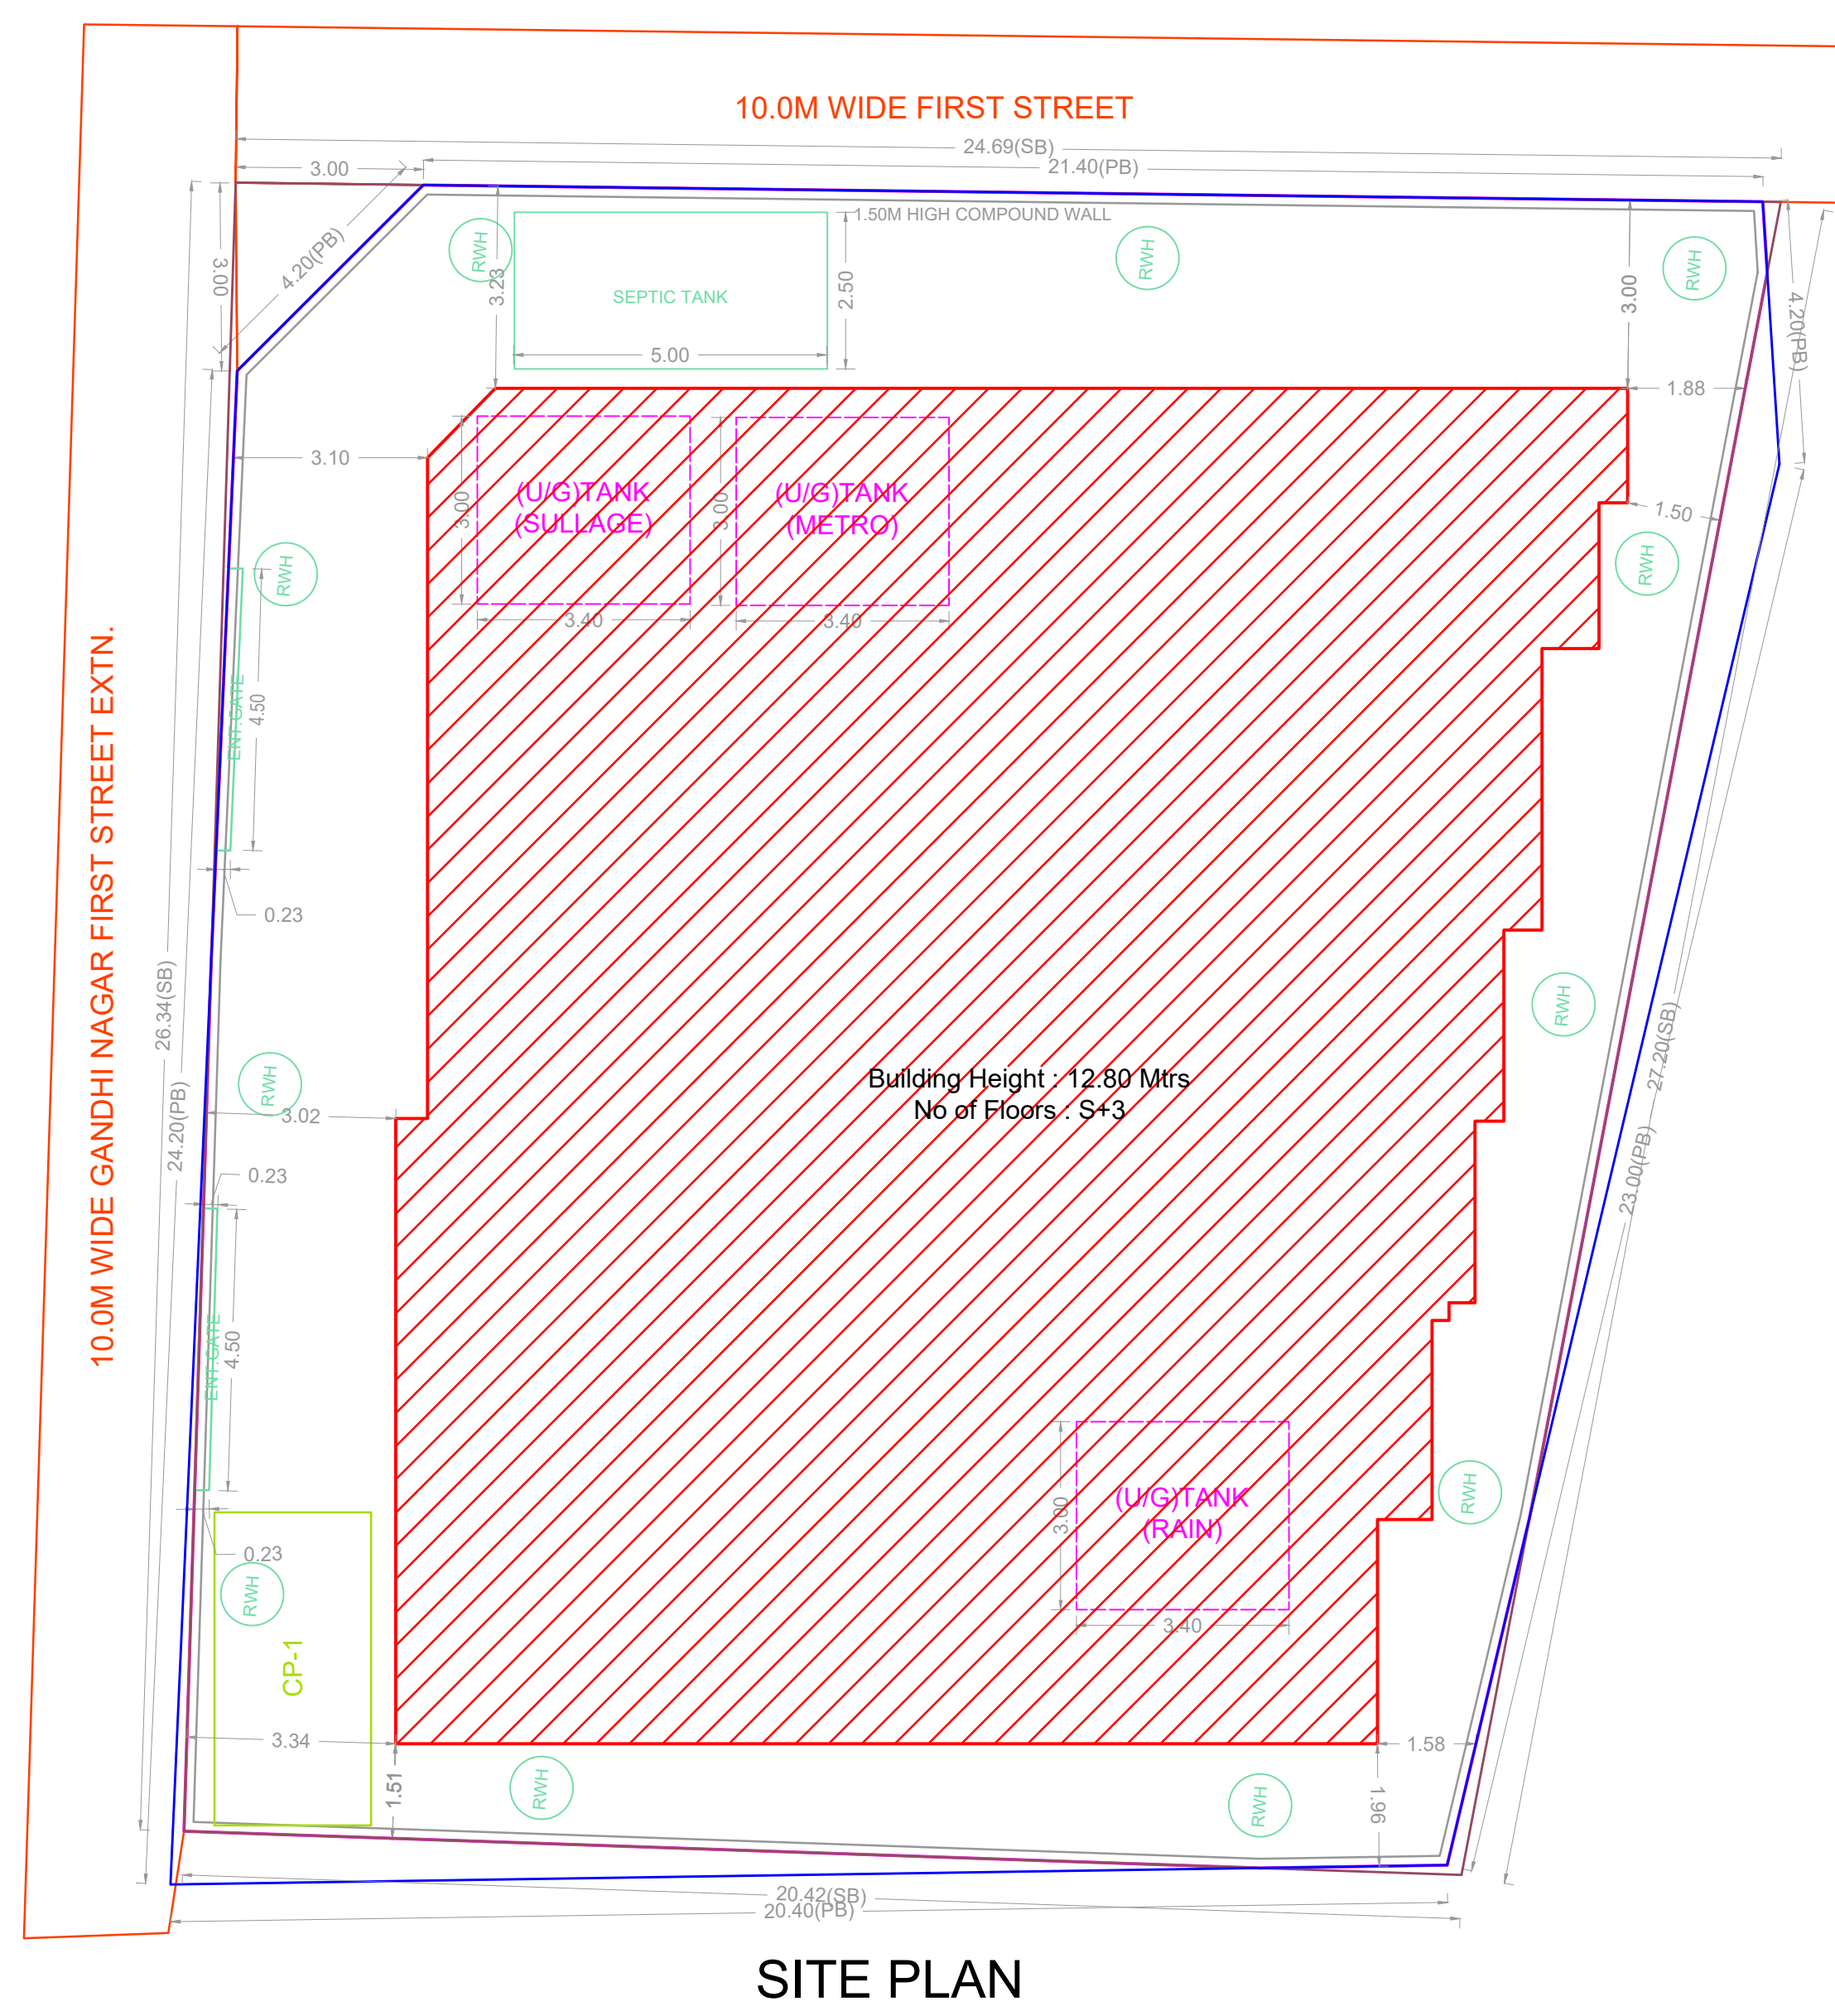 10.0M WIDE FIRST STREET
24.69(SB)
21.40(PB)
3.00
1.50M HIGH COMPOUND WALL
4.20(PB)
3.00
RWH
3.23
SEPTIC TANK
2.50
5.00
RWH
RWH
3.00
4.20(PB)
1.88
3.10
(U/G)TANK
(SULLAGE)
3.00
3.40
(U/G)TANK
(METRO)
3.00
3.40
1.50
RWH
RWH
ENT.GATE
4.50
0.23
10.0M WIDE GANDHI NAGAR FIRST STREET EXTN.
26.34(SB)
24.20(PB)
RWH
3.02
0.23
Building Height : 12.80 Mtrs
No of Floors : S+3
RWH
27.20(SB)
23.00(PB)
ENT.GATE
4.50
0.23
RWH
CP-1
3.34
(U/G)TANK
(RAIN)
3.00
3.40
RWH
1.58
1.51
1.96
RWH
RWH
20.42(SB)
20.40(PB)
SITE PLAN